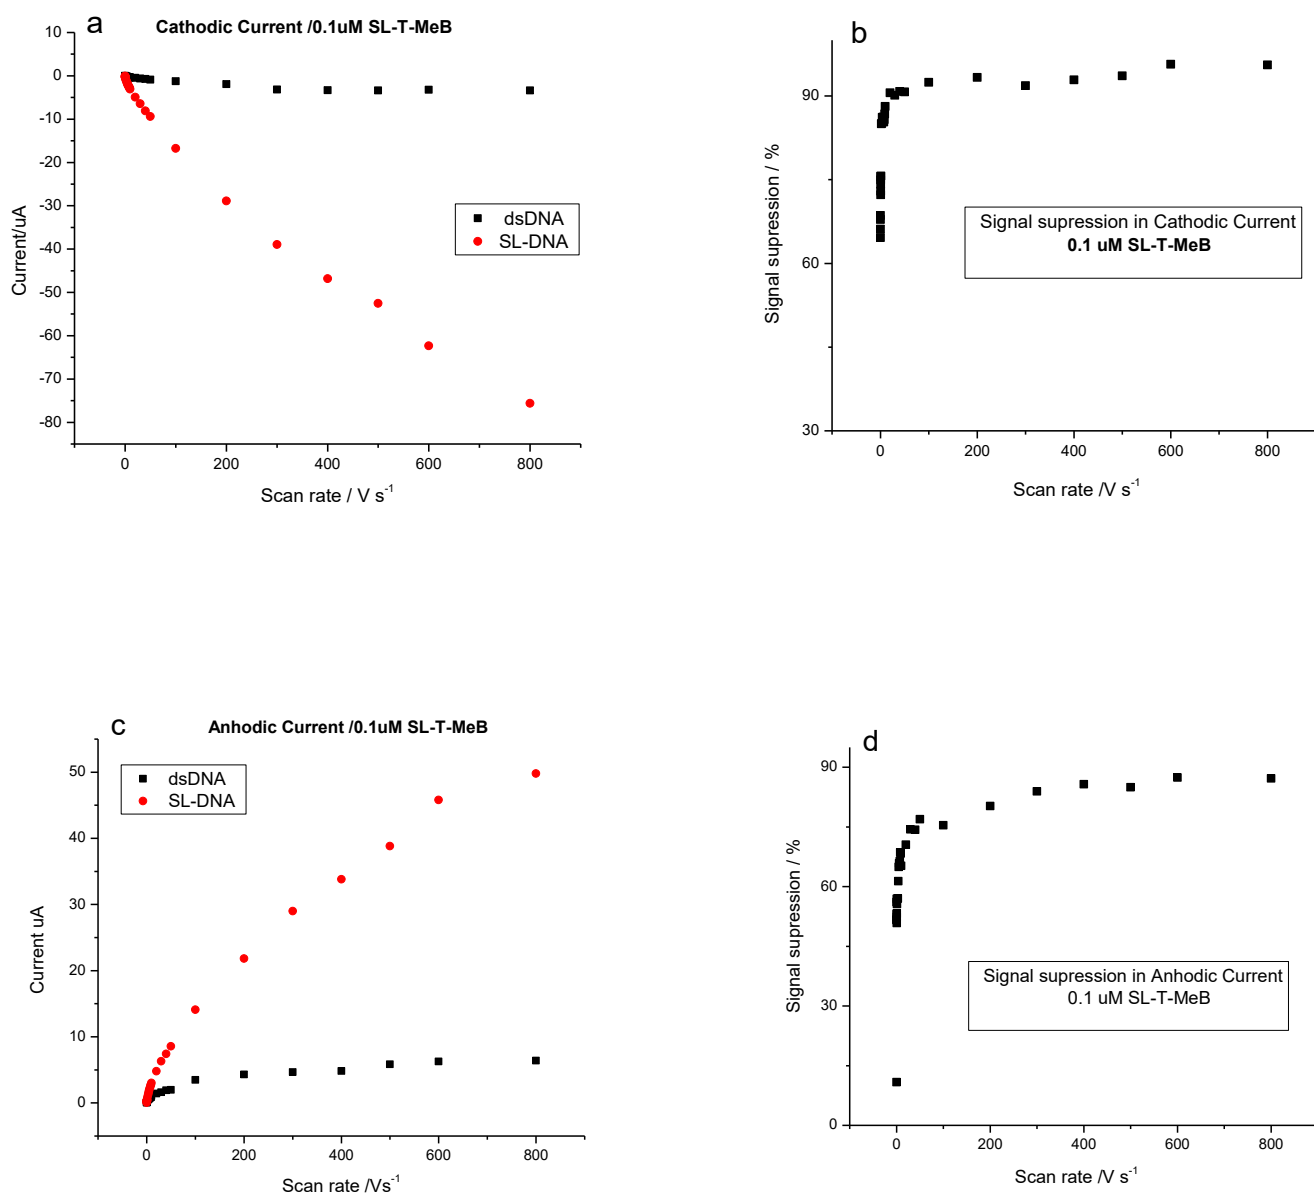 a
Cathodic Current /0.1uM SL-T-MeB
10
0
-10
-20
-30
-40
-50
-60
-70
-80
Current/uA
dsDNA
SL-DNA
0 200 400 600 800
Scan rate / V s⁻¹
b
90
60
30
Signal supression / %
Signal supression in Cathodic Current
0.1 uM SL-T-MeB
0 200 400 600 800
Scan rate /V s⁻¹
c
Anhodic Current /0.1uM SL-T-MeB
50
40
30
20
10
0
Current uA
dsDNA
SL-DNA
0 200 400 600 800
Scan rate /Vs⁻¹
d
90
60
30
0
Signal supression / %
Signal supression in Anhodic Current
0.1 uM SL-T-MeB
0 200 400 600 800
Scan rate /V s⁻¹